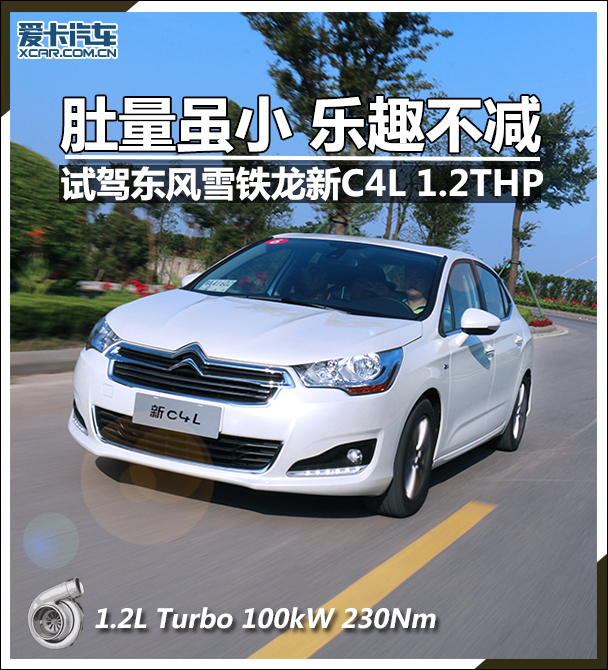 爱卡汽车
XCAR.COM.CN
肚量虽小 乐趣不减
试驾东风雪铁龙新C4L 1.2THP
新C4L
1.2L Turbo 100kW 230Nm